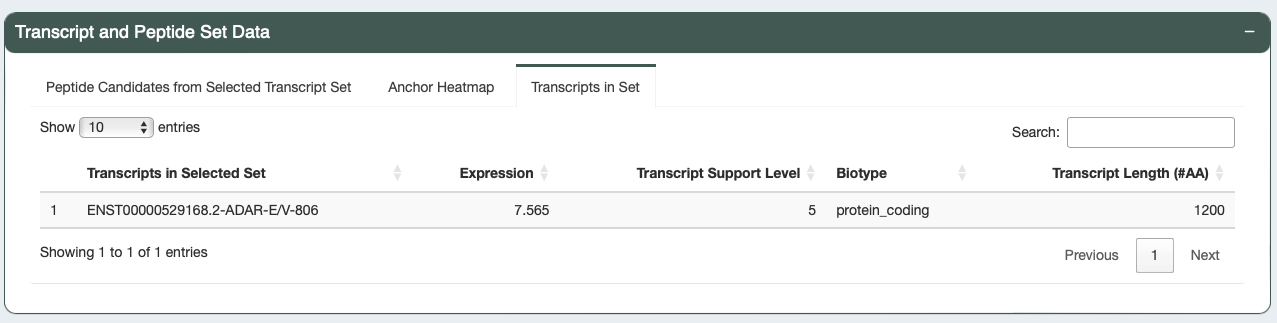 Transcript and Peptide Set Data −
Peptide Candidates from Selected Transcript Set Anchor Heatmap Transcripts in Set
Show 10 entries Search:
Transcripts in Selected Set Expression Transcript Support Level Biotype Transcript Length (#AA)
1 ENST00000529168.2-ADAR-E/V-806 7.565 5 protein_coding 1200
Showing 1 to 1 of 1 entries Previous 1 Next